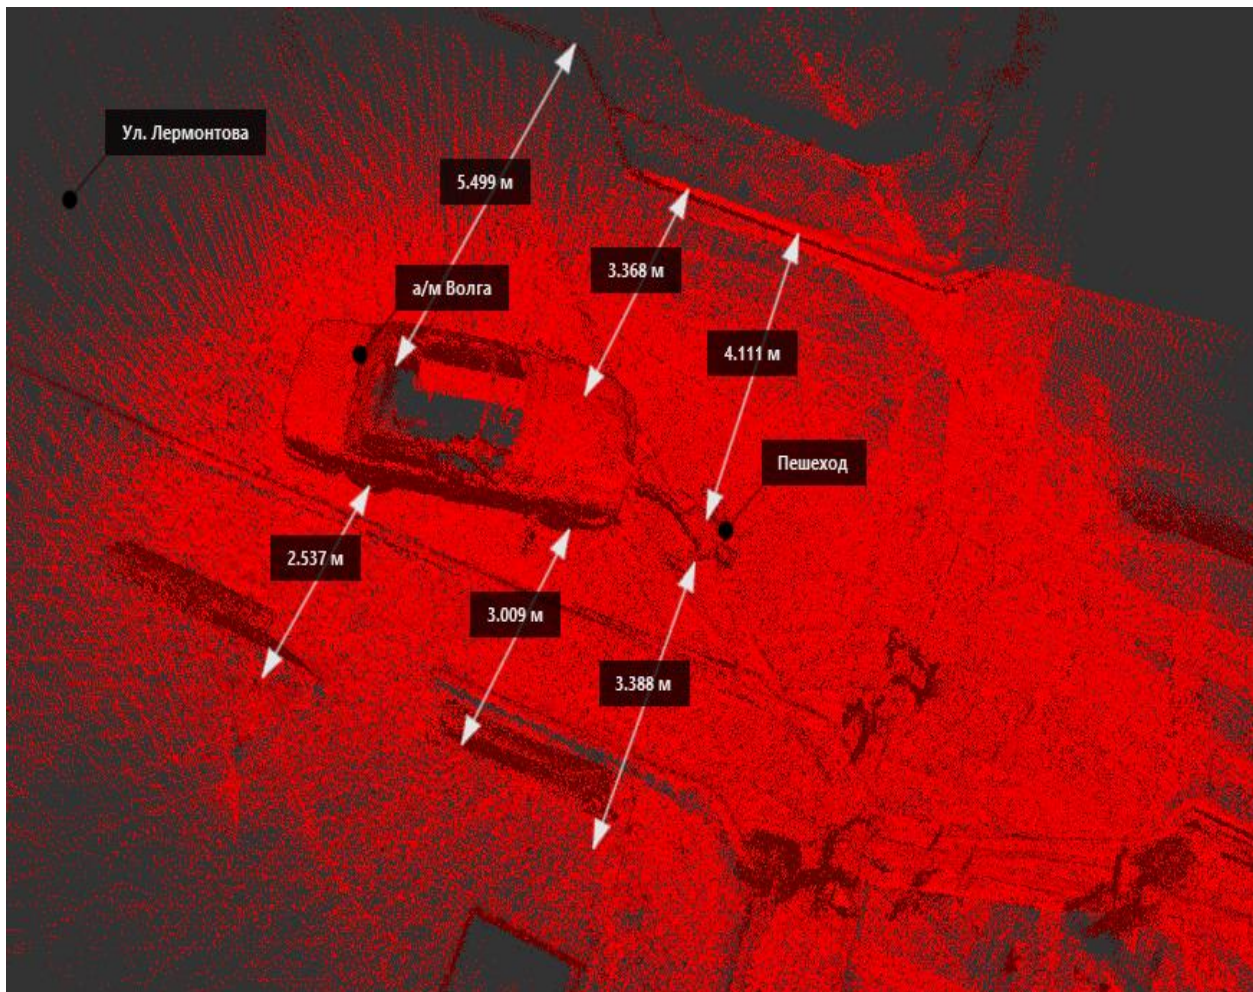 Ул. Лермонтова
5.499 м
3.368 м
а/м Волга
4.111 м
Пешеход
2.537 м
3.009 м
3.388 м